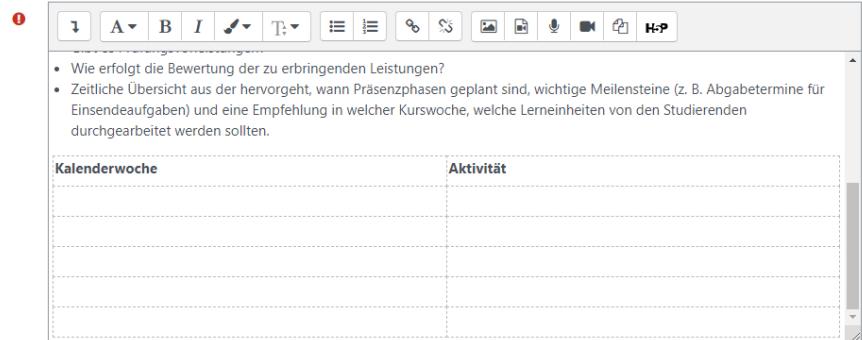 A B I T
H5P
• Wie erfolgt die Bewertung der zu erbringenden Leistungen?
• Zeitliche Übersicht aus der hervorgeht, wann Präsenzphasen geplant sind, wichtige Meilensteine (z. B. Abgabetermine für
Einsendeaufgaben) und eine Empfehlung in welcher Kurswoche, welche Lerneinheiten von den Studierenden
durchgearbeitet werden sollten.
Kalenderwoche Aktivität